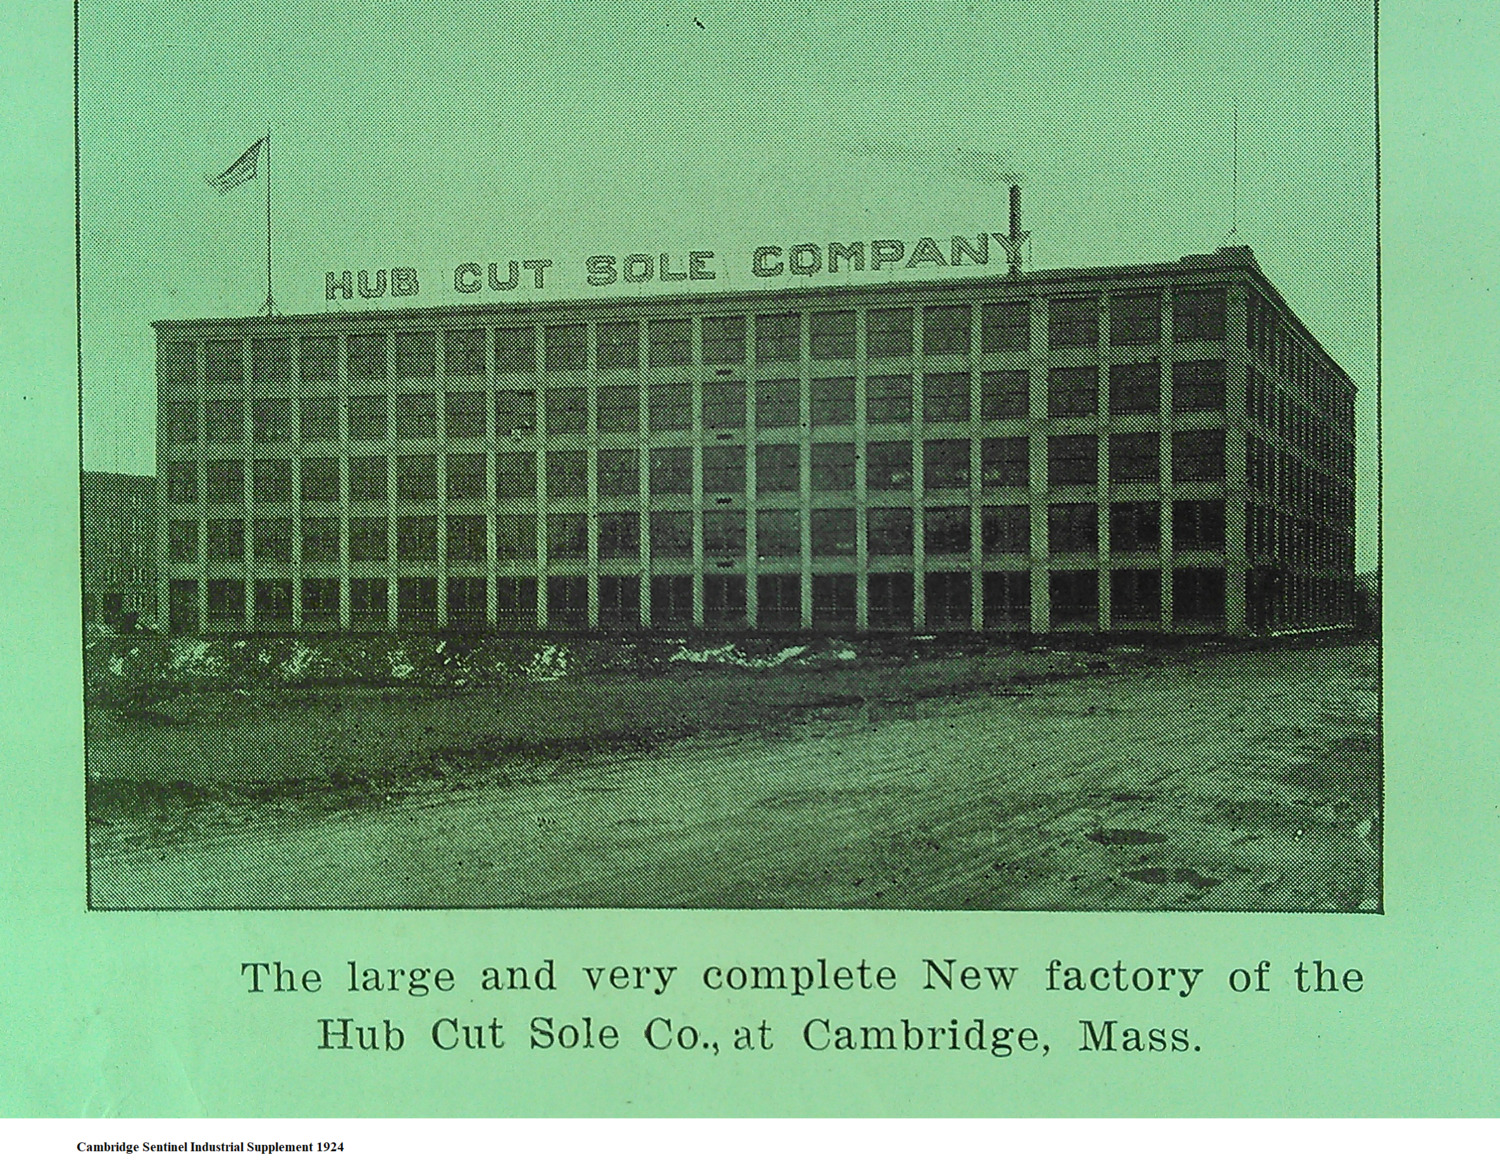 HUB CUT SOLE COMPANY
The large and very complete New factory of the
Hub Cut Sole Co., at Cambridge, Mass.
Cambridge Sentinel Industrial Supplement 1924